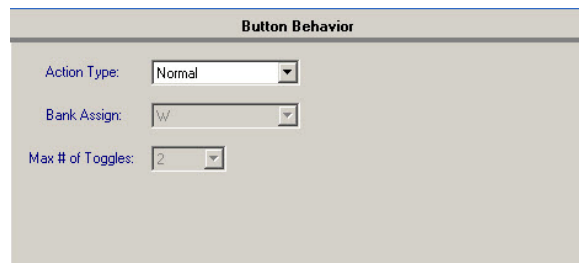 Button Behavior
Action Type: Normal
Bank Assign: W
Max # of Toggles: 2